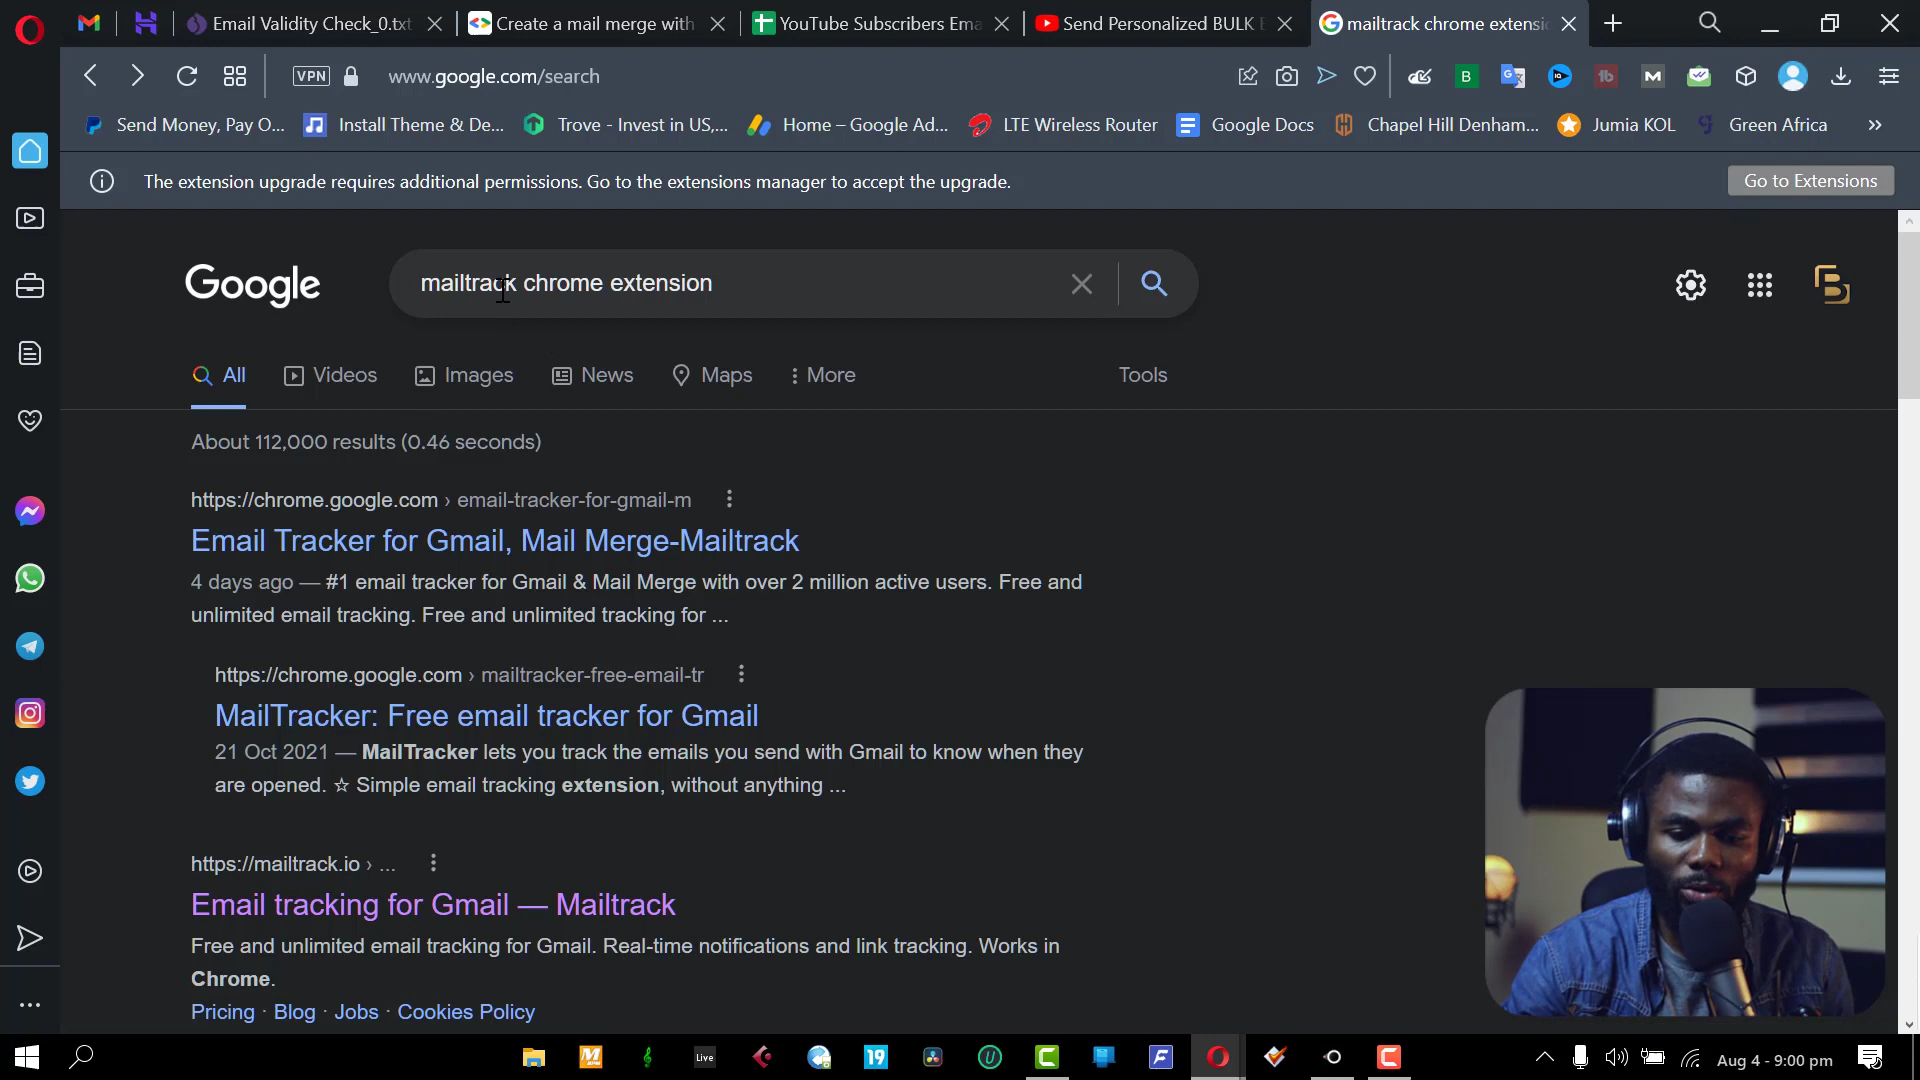 Email Validity Check_0.txt
Create a mail merge with
YouTube Subscribers Ema
Send Personalized BULK E
mailtrack chrome extensio
VPN
www.google.com/search
B
Send Money, Pay O...
Install Theme & De...
Trove - Invest in US,...
Home – Google Ad...
LTE Wireless Router
Google Docs
Chapel Hill Denham...
Jumia KOL
Green Africa
The extension upgrade requires additional permissions. Go to the extensions manager to accept the upgrade.
Go to Extensions
Google
mailtrack chrome extension
All
Videos
Images
News
Maps
More
Tools
About 112,000 results (0.46 seconds)
https://chrome.google.com › email-tracker-for-gmail-m
Email Tracker for Gmail, Mail Merge-Mailtrack
4 days ago — #1 email tracker for Gmail & Mail Merge with over 2 million active users. Free and
unlimited email tracking. Free and unlimited tracking for ...
https://chrome.google.com › mailtracker-free-email-tr
MailTracker: Free email tracker for Gmail
21 Oct 2021 — MailTracker lets you track the emails you send with Gmail to know when they
are opened. ☆ Simple email tracking extension, without anything ...
https://mailtrack.io › ...
Email tracking for Gmail — Mailtrack
Free and unlimited email tracking for Gmail. Real-time notifications and link tracking. Works in
Chrome.
Pricing · Blog · Jobs · Cookies Policy
Live
19
Aug 4 - 9:00 pm